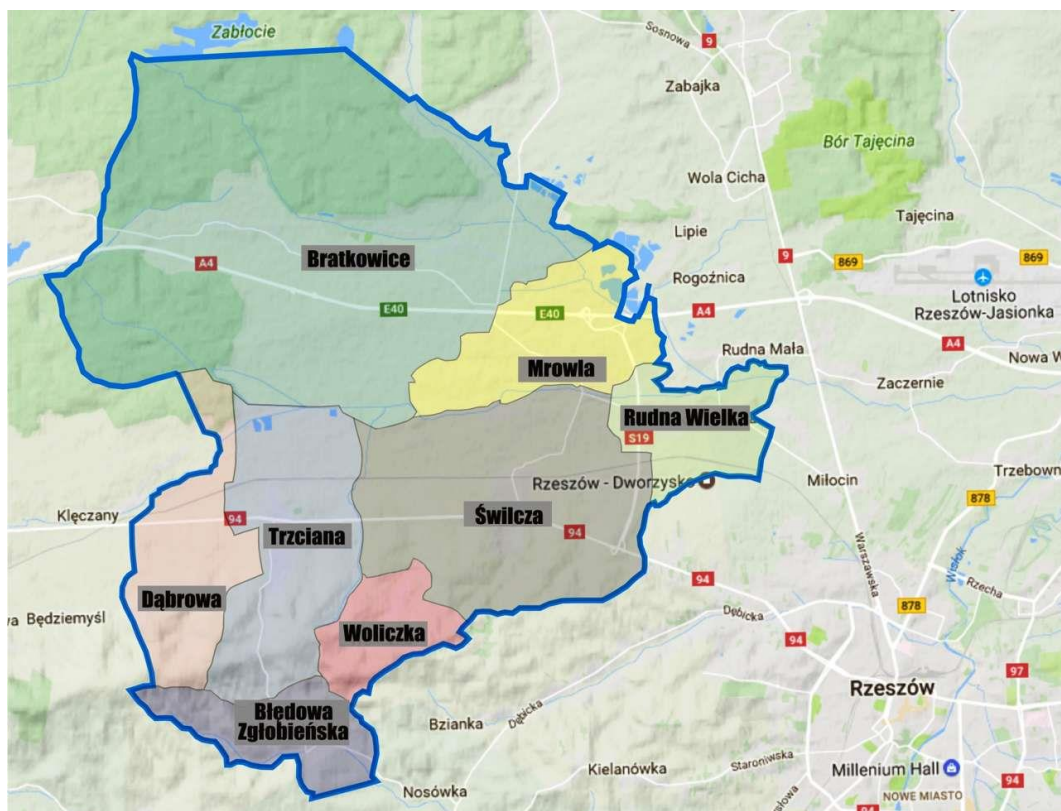 Zabłocie
Sosnowa
9
Zabajka
Bór Tajęcina
Wola Cicha
Tajęcina
Lipie
Bratkowice
A4
9
869
869
Rogoźnica
Lotnisko
Rzeszów-Jasionka
E40
E40
A4
A4
Rudna Mała
Nowa W
Mrowla
Zaczernie
Rudna Wielka
S19
Trzebown
Rzeszów - Dworzysko
Miłocin
878
Klęczany
94
Trzciana
Świlcza
94
Warszawska
Wisłok
94
Rzecha
Dąbrowa
878
Będziemyśl
Woliczka
Dębicka
94
97
Rzeszów
Błędowa
Zgłobieńska
Bzianka
Dębicka
Staroniwska
Kielanówka
Millenium Hall
94
Nosówka
NOWE MIASTO